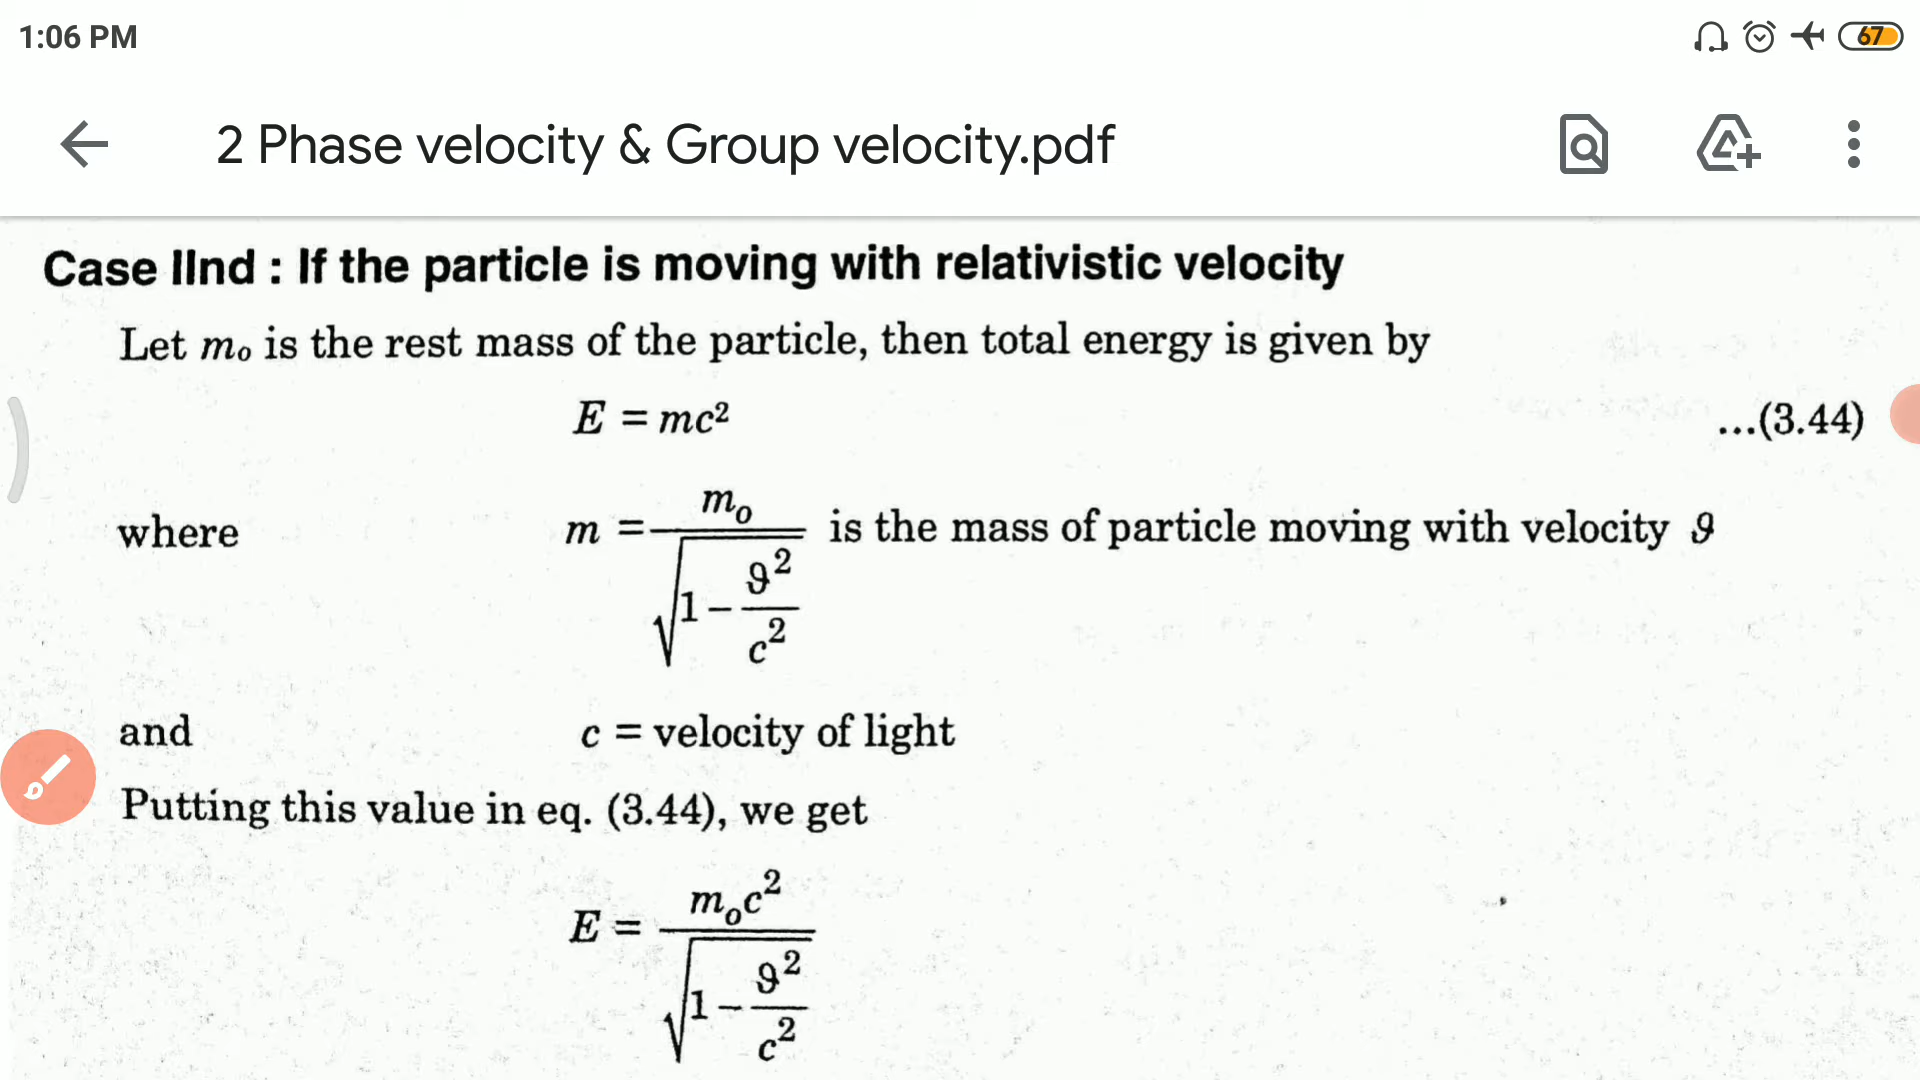 1:06 PM
67
2 Phase velocity & Group velocity.pdf
Case IInd : If the particle is moving with relativistic velocity
Let mₒ is the rest mass of the particle, then total energy is given by
E = mc² ...(3.44)
where m = mₒ / √(1 − ϑ²/c²) is the mass of particle moving with velocity ϑ
and c = velocity of light
Putting this value in eq. (3.44), we get
E = mₒc² / √(1 − ϑ²/c²)